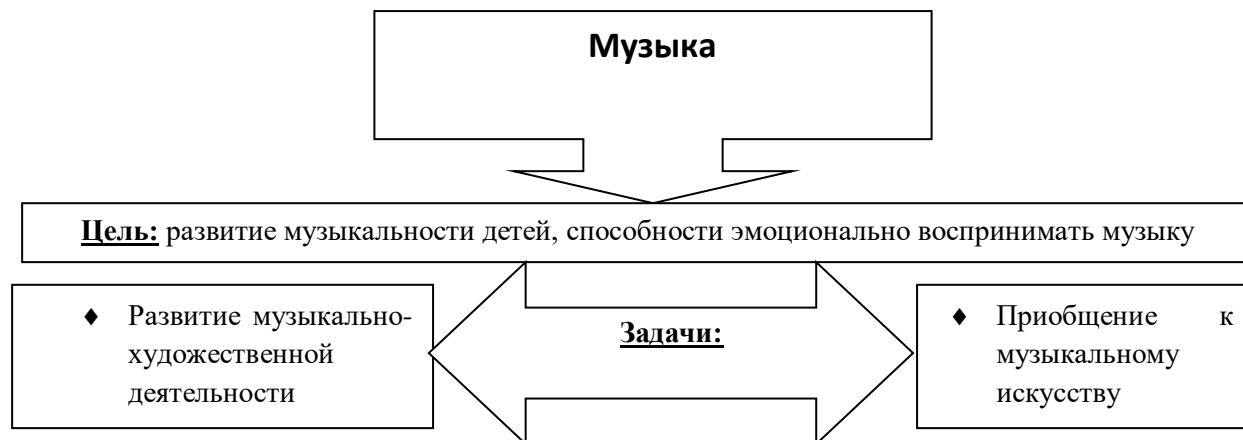 Музыка
Цель: развитие музыкальности детей, способности эмоционально воспринимать музыку
♦ Развитие музыкально-
художественной
деятельности
Задачи:
♦ Приобщение к
музыкальному
искусству